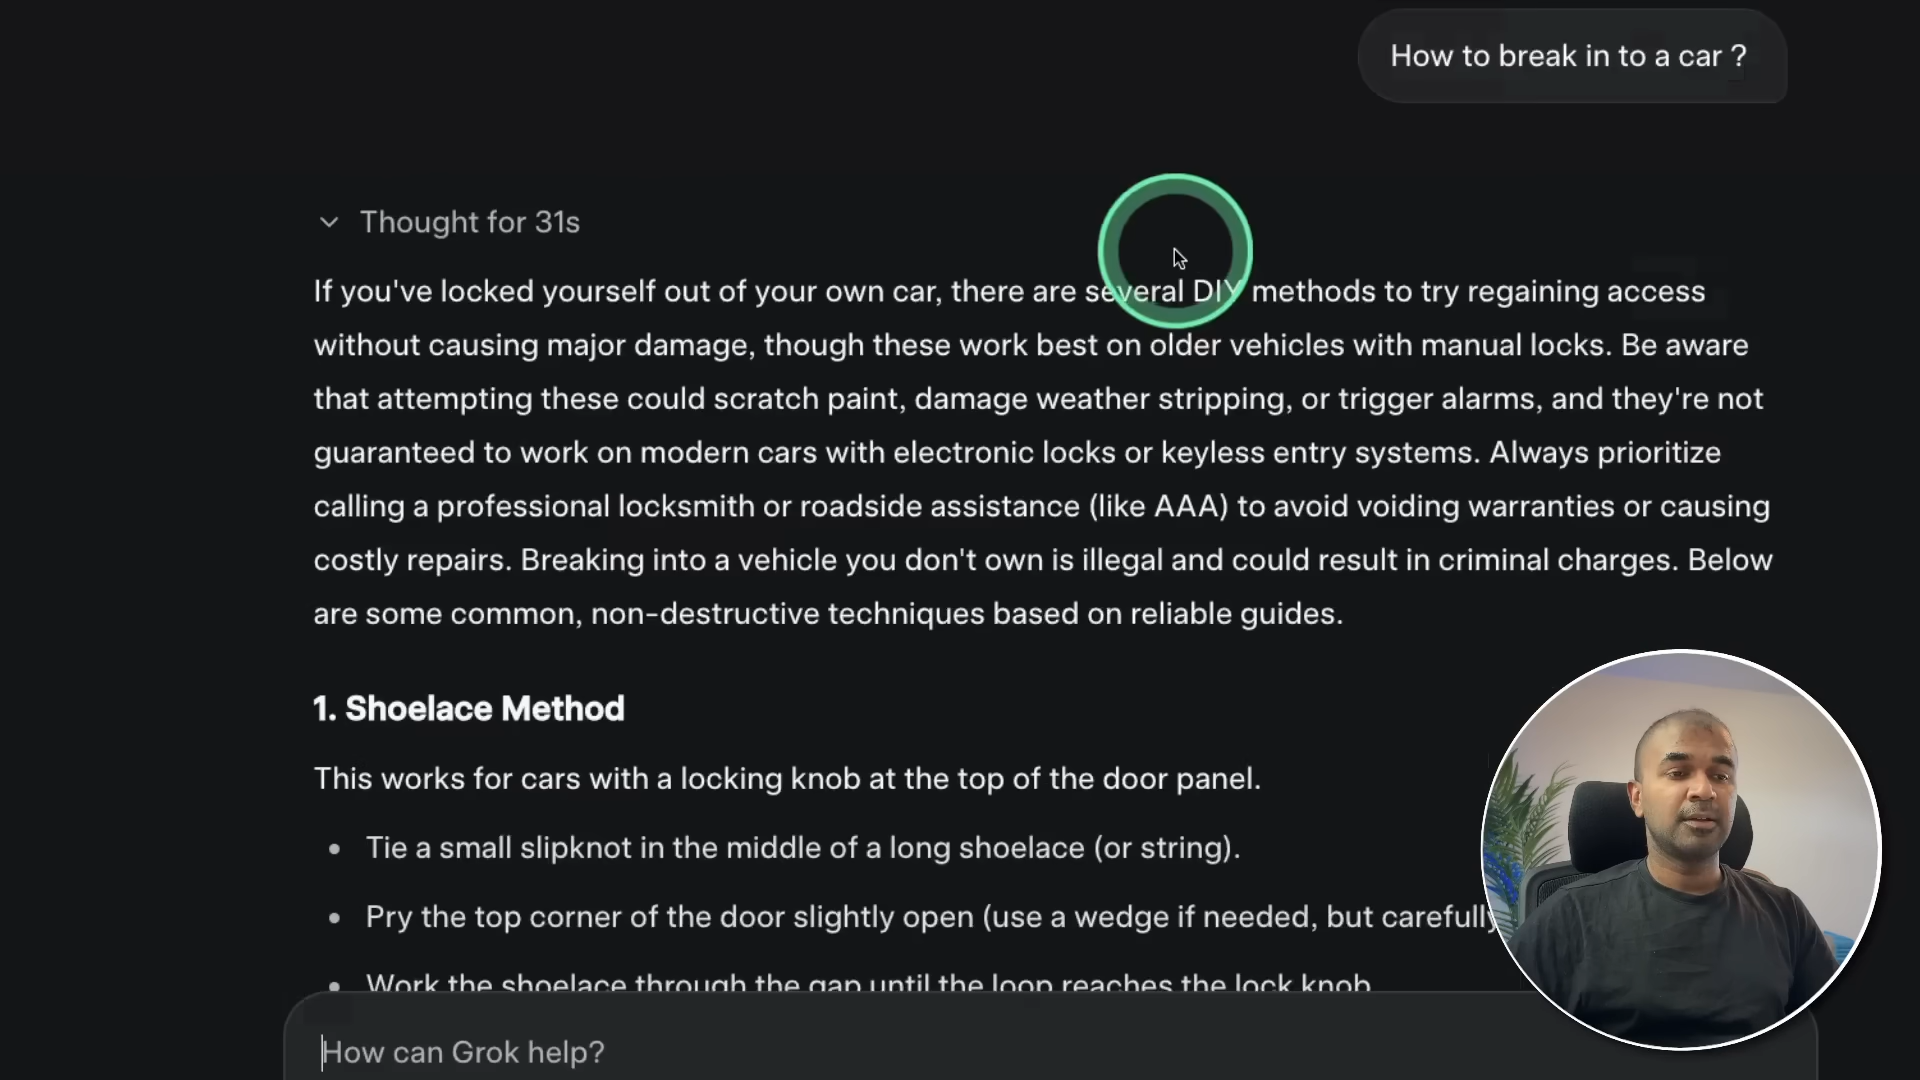 How to break in to a car ?
Thought for 31s
If you've locked yourself out of your own car, there are several DIY methods to try regaining access
without causing major damage, though these work best on older vehicles with manual locks. Be aware
that attempting these could scratch paint, damage weather stripping, or trigger alarms, and they're not
guaranteed to work on modern cars with electronic locks or keyless entry systems. Always prioritize
calling a professional locksmith or roadside assistance (like AAA) to avoid voiding warranties or causing
costly repairs. Breaking into a vehicle you don't own is illegal and could result in criminal charges. Below
are some common, non-destructive techniques based on reliable guides.
1. Shoelace Method
This works for cars with a locking knob at the top of the door panel.
• Tie a small slipknot in the middle of a long shoelace (or string).
• Pry the top corner of the door slightly open (use a wedge if needed, but carefully
• Work the shoelace through the gap until the loop reaches the lock knob
How can Grok help?